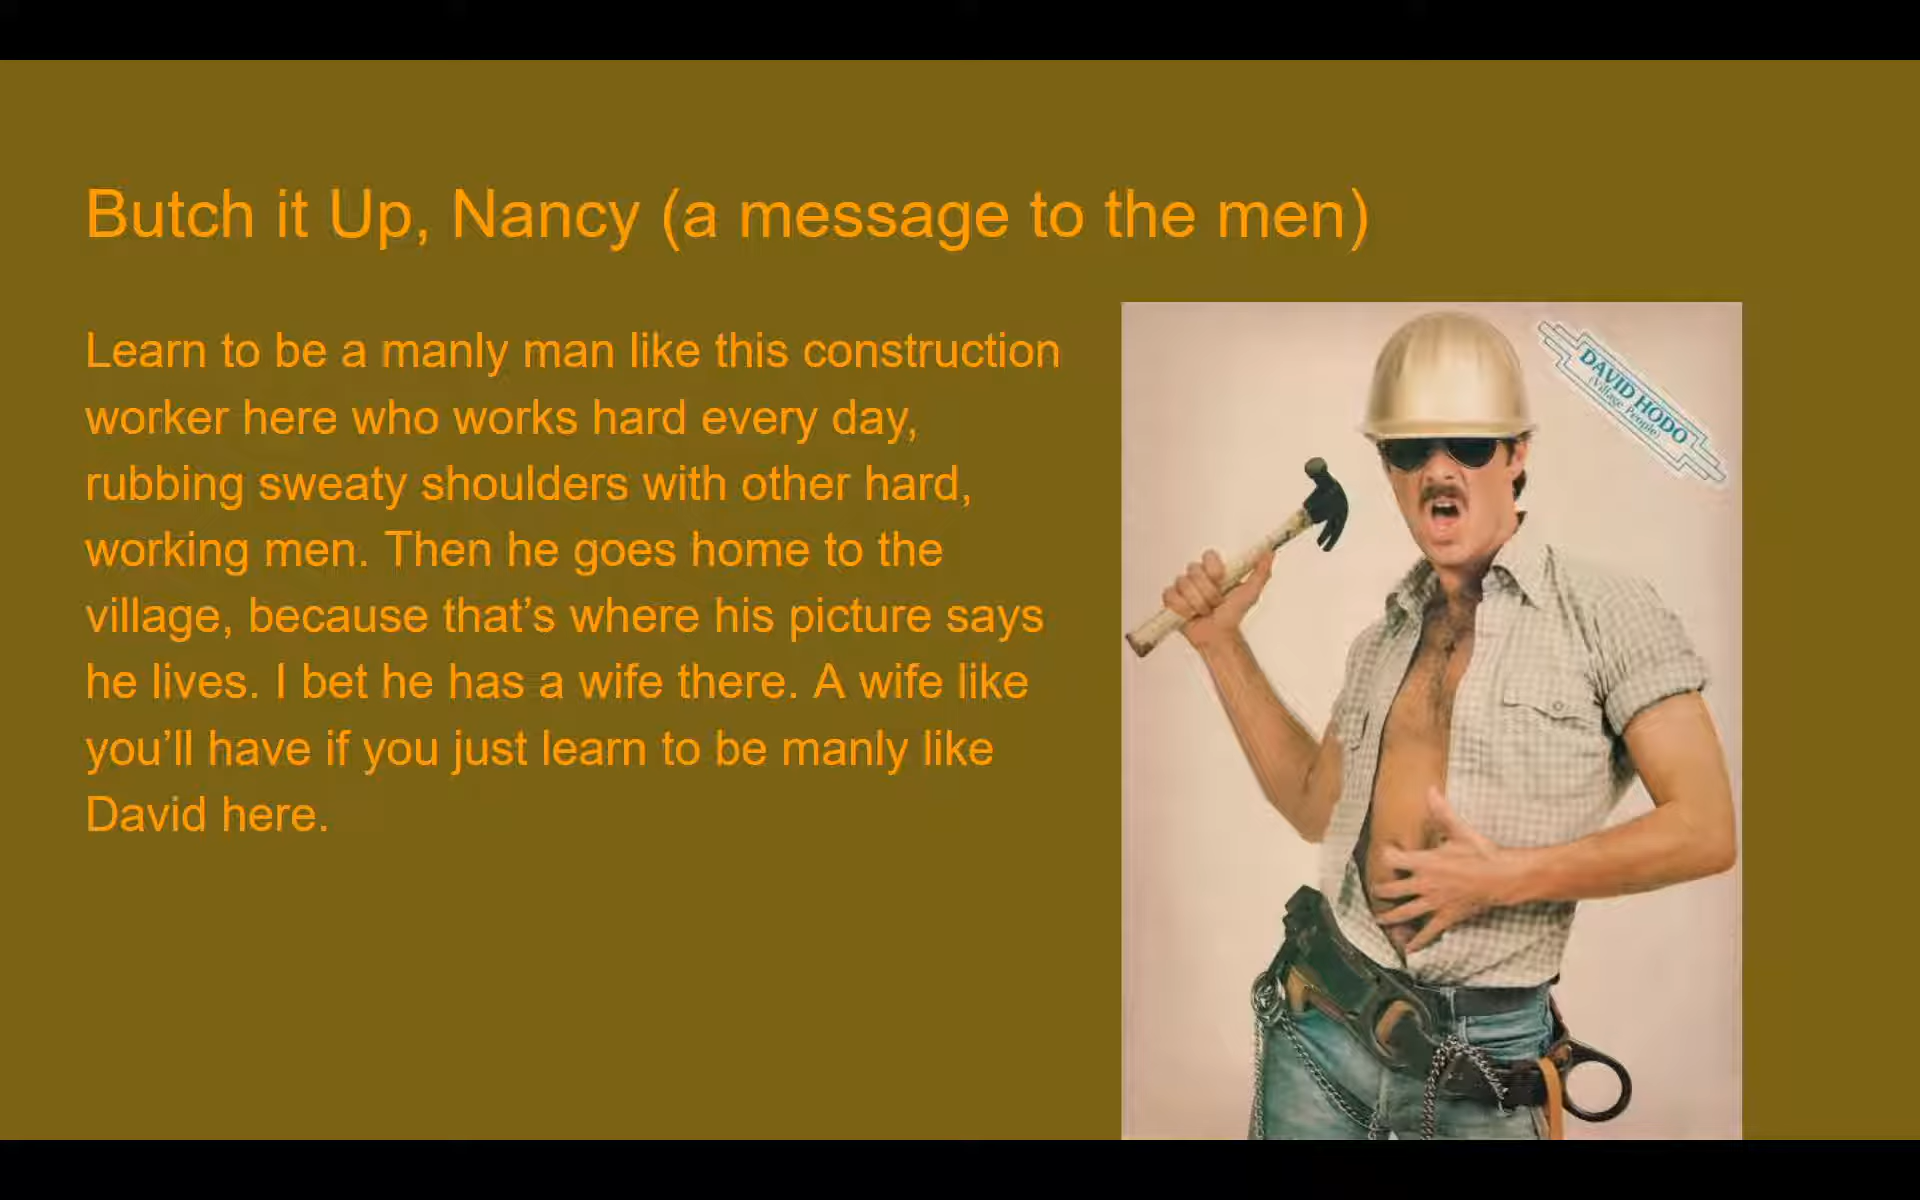 Butch it Up, Nancy (a message to the men)
Learn to be a manly man like this construction
worker here who works hard every day,
rubbing sweaty shoulders with other hard,
working men. Then he goes home to the
village, because that’s where his picture says
he lives. I bet he has a wife there. A wife like
you’ll have if you just learn to be manly like
David here.
DAVID HODO
(Village People)